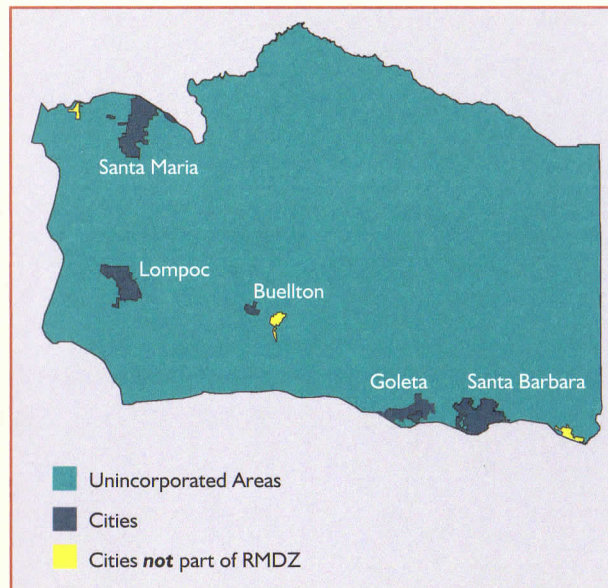 Santa Maria
Lompoc
Buellton
Goleta
Santa Barbara
Unincorporated Areas
Cities
Cities not part of RMDZ